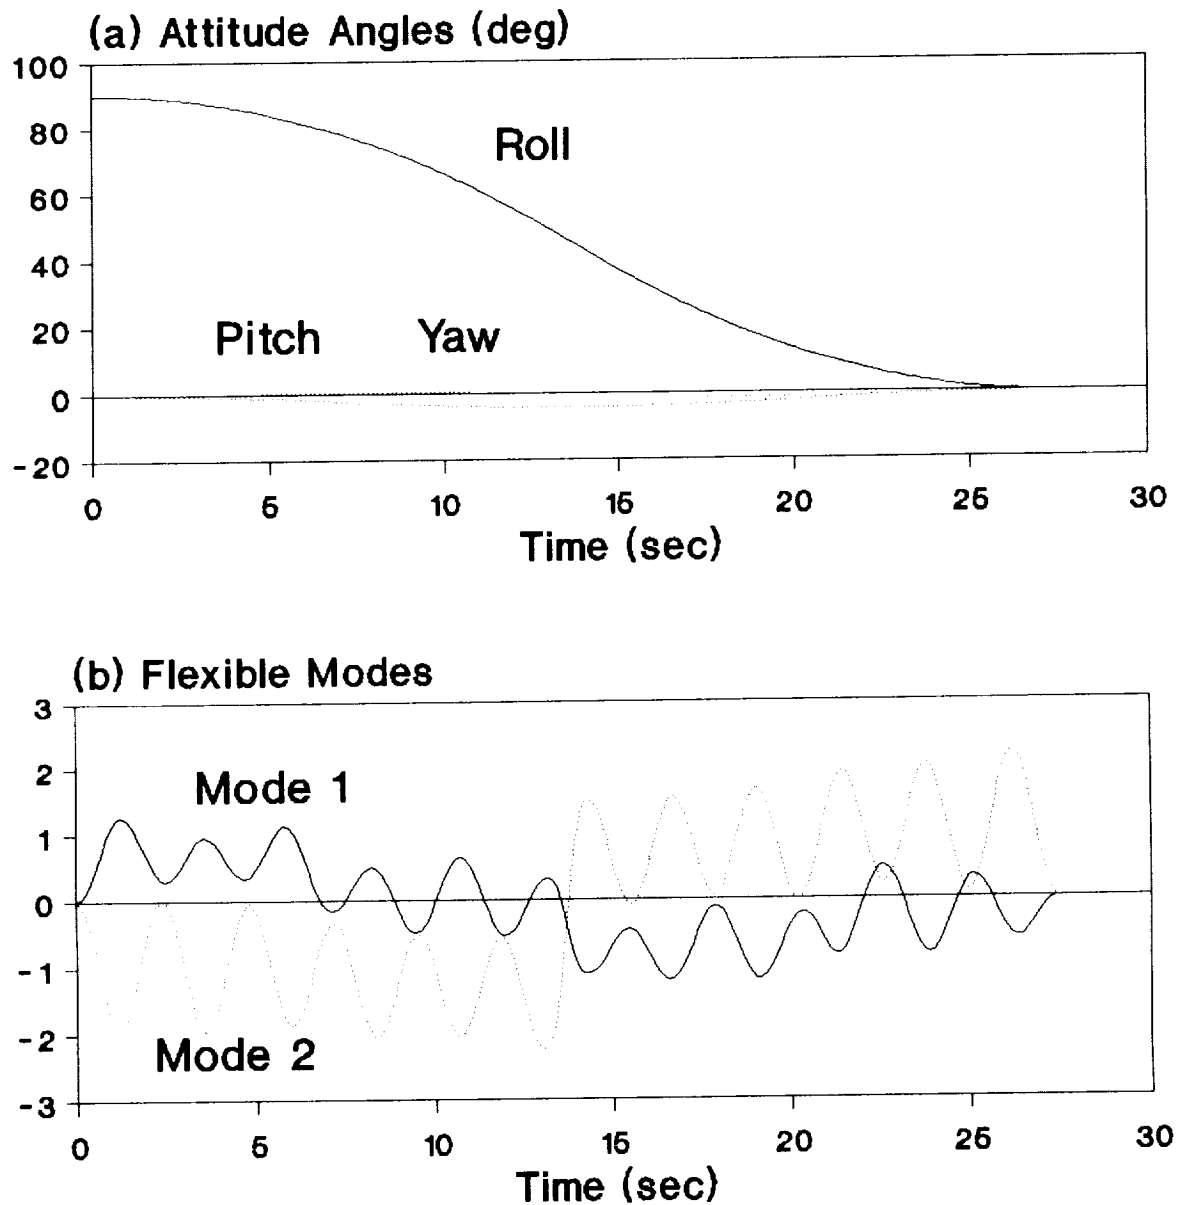 (a) Attitude Angles (deg)
100
80
60
40
20
0
-20
Roll
Pitch Yaw
0 5 10 15 20 25 30
Time (sec)
(b) Flexible Modes
3
2
1
0
-1
-2
-3
Mode 1
Mode 2
0 5 10 15 20 25 30
Time (sec)